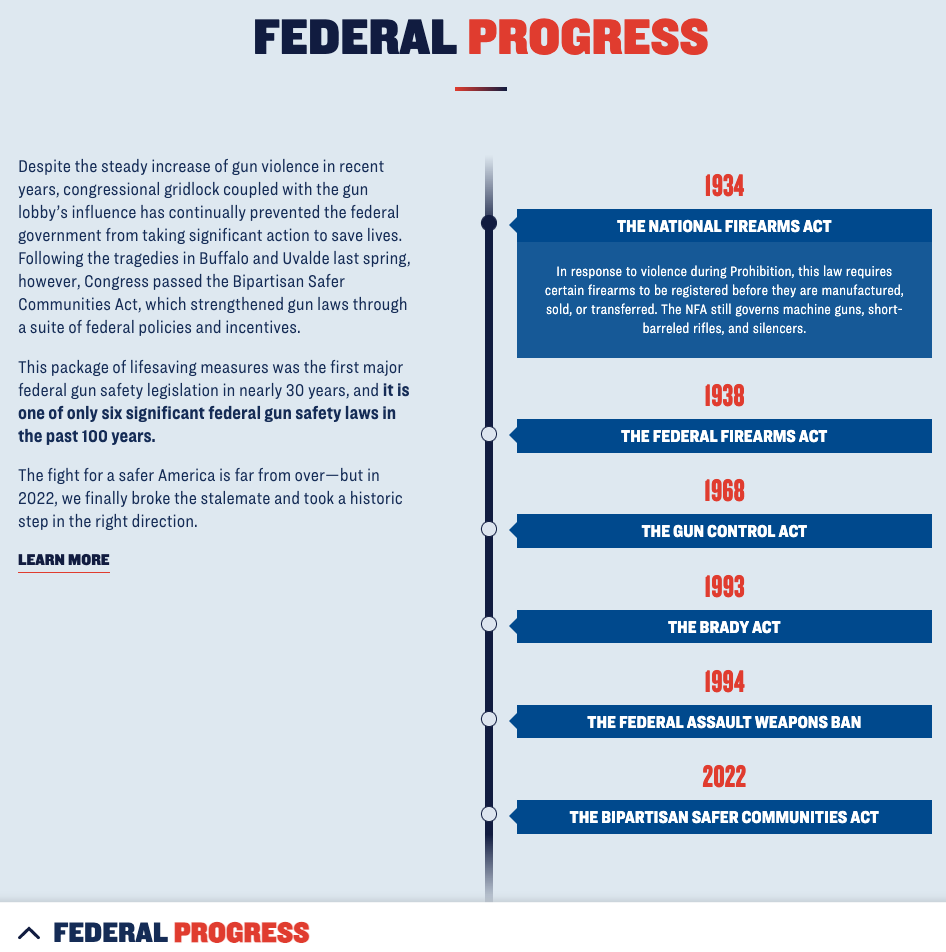 FEDERAL PROGRESS
Despite the steady increase of gun violence in recent
years, congressional gridlock coupled with the gun
lobby's influence has continually prevented the federal
government from taking significant action to save lives.
Following the tragedies in Buffalo and Uvalde last spring,
however, Congress passed the Bipartisan Safer
Communities Act, which strengthened gun laws through
a suite of federal policies and incentives.
This package of lifesaving measures was the first major
federal gun safety legislation in nearly 30 years, and it is
one of only six significant federal gun safety laws in
the past 100 years.
The fight for a safer America is far from over—but in
2022, we finally broke the stalemate and took a historic
step in the right direction.
LEARN MORE
1934
THE NATIONAL FIREARMS ACT
In response to violence during Prohibition, this law requires
certain firearms to be registered before they are manufactured,
sold, or transferred. The NFA still governs machine guns, short-
barreled rifles, and silencers.
1938
THE FEDERAL FIREARMS ACT
1968
THE GUN CONTROL ACT
1993
THE BRADY ACT
1994
THE FEDERAL ASSAULT WEAPONS BAN
2022
THE BIPARTISAN SAFER COMMUNITIES ACT
FEDERAL PROGRESS